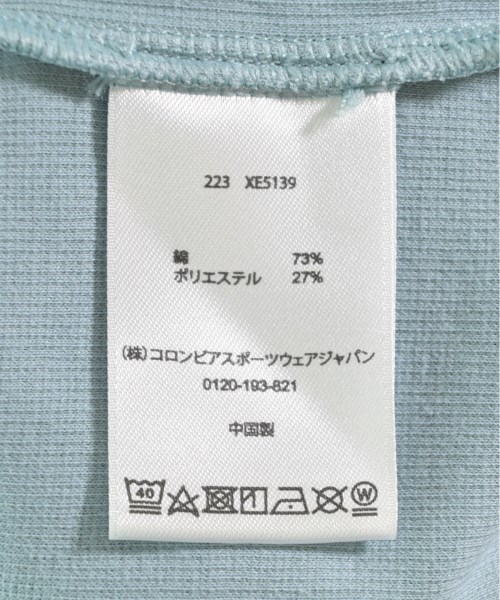 223 XE5139
綿 73%
ポリエステル 27%
(株)コロンビアスポーツウェアジャパン
0120-193-821
中国製
40 W